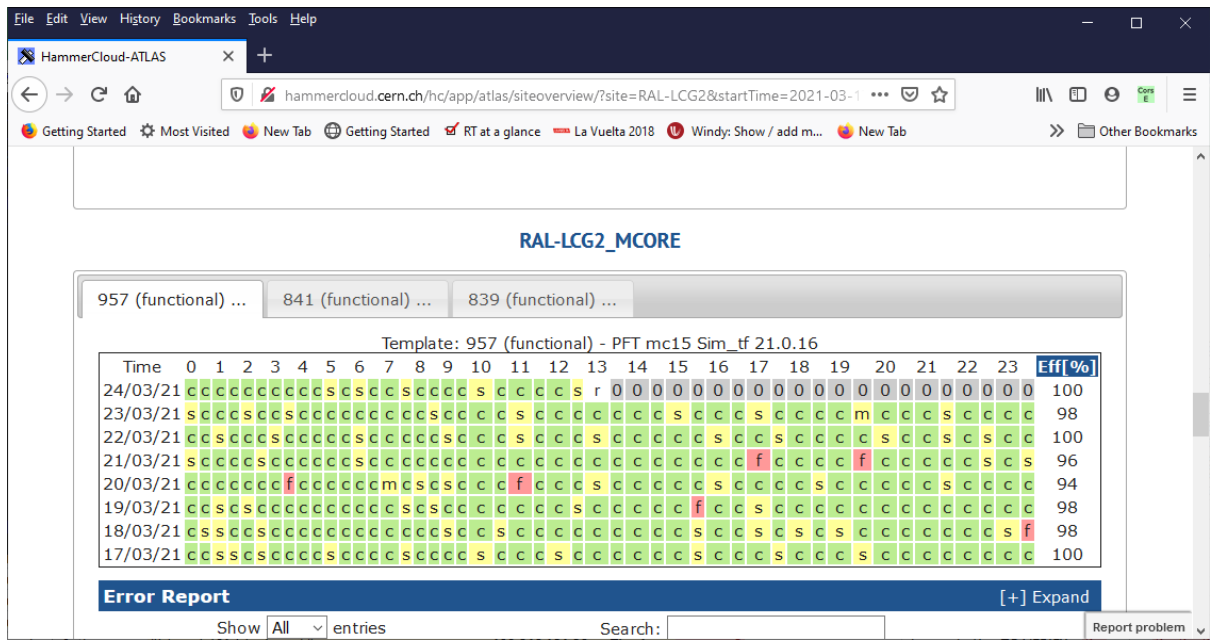 File Edit View History Bookmarks Tools Help
HammerCloud-ATLAS
hammercloud.cern.ch/hc/app/atlas/siteoverview/?site=RAL-LCG2&startTime=2021-03-1
Cors E
Getting Started Most Visited New Tab Getting Started RT at a glance La Vuelta 2018 Windy: Show / add m... New Tab Other Bookmarks
RAL-LCG2_MCORE
957 (functional) ... 841 (functional) ... 839 (functional) ...
Template: 957 (functional) - PFT mc15 Sim_tf 21.0.16
Time 0 1 2 3 4 5 6 7 8 9 10 11 12 13 14 15 16 17 18 19 20 21 22 23 Eff[%]
24/03/21 c c c c c c c c c c s c s c c s c c c c s c c c c s r 0 0 0 0 0 0 0 0 0 0 0 0 0 0 0 0 0 0 0 0 0 100
23/03/21 s c c c s c c s c c c c c c c c c s c c c c s c c c c c c c s c c c s c c c c m c c c s c c c c 98
22/03/21 c c s c c c s c c c c c s c c c c c s c c c s c c c s c c c c c s c c s c c c c s c c s c s c c 100
21/03/21 s c c c c s c c c c c c s c c c c c c c c c c c c c c c c c c c c c f c c c c f c c c c c s c s 96
20/03/21 c c c c c c c f c c c c c c m c s c s c c c f c c c s c c c c c s c c c c s c c c c c s c c c c 94
19/03/21 c c s c s c c c c c c c c c c s c s c c c c c c c s c c c c c f c c s c c c c c c c c c c c c c 98
18/03/21 c s s c c s c c c c c c c c c c c c s c c s c c c c c c c c c s c c s c s c s c c c c c c c s f 98
17/03/21 c c s s c s c c c c s c c c c s c c c c s c c c s c c c c c c s c c s c c c c s c c c c c c c c 100
Error Report [+] Expand
Show All entries Search:
Report problem